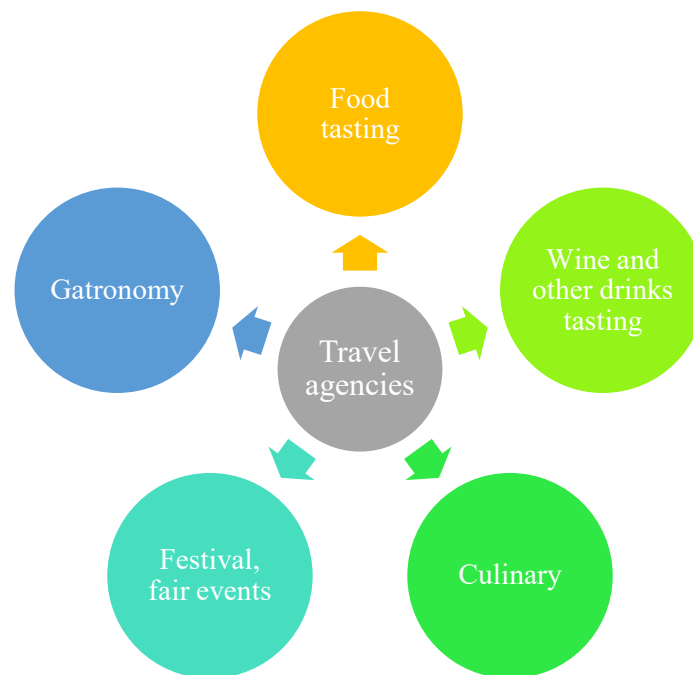 Food
tasting
Gatronomy
Wine and
other drinks
tasting
Travel
agencies
Festival,
fair events
Culinary